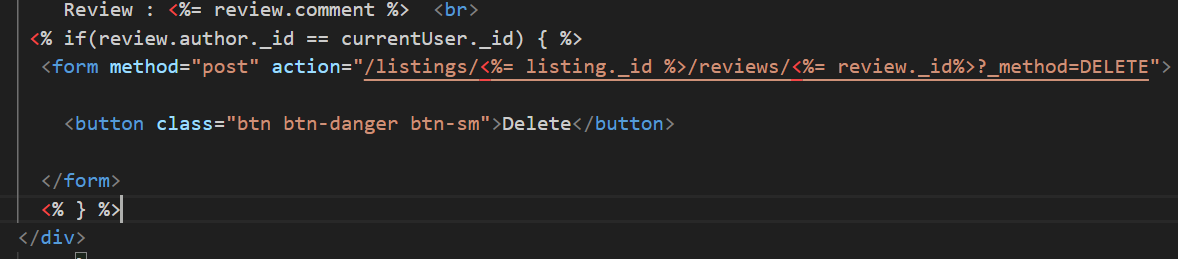 Review : <%= review.comment %> <br>
<% if(review.author._id == currentUser._id) { %>
<form method="post" action="/listings/<%= listing._id %>/reviews/<%= review._id%>?_method=DELETE">
<button class="btn btn-danger btn-sm">Delete</button>
</form>
<% } %>
</div>